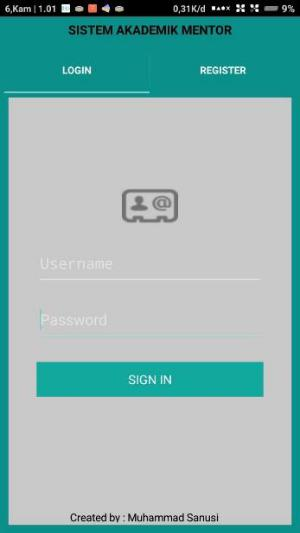 6,Kam | 1.01 0,31K/d 9%
SISTEM AKADEMIK MENTOR
LOGIN REGISTER
@
Username
Password
SIGN IN
Created by : Muhammad Sanusi